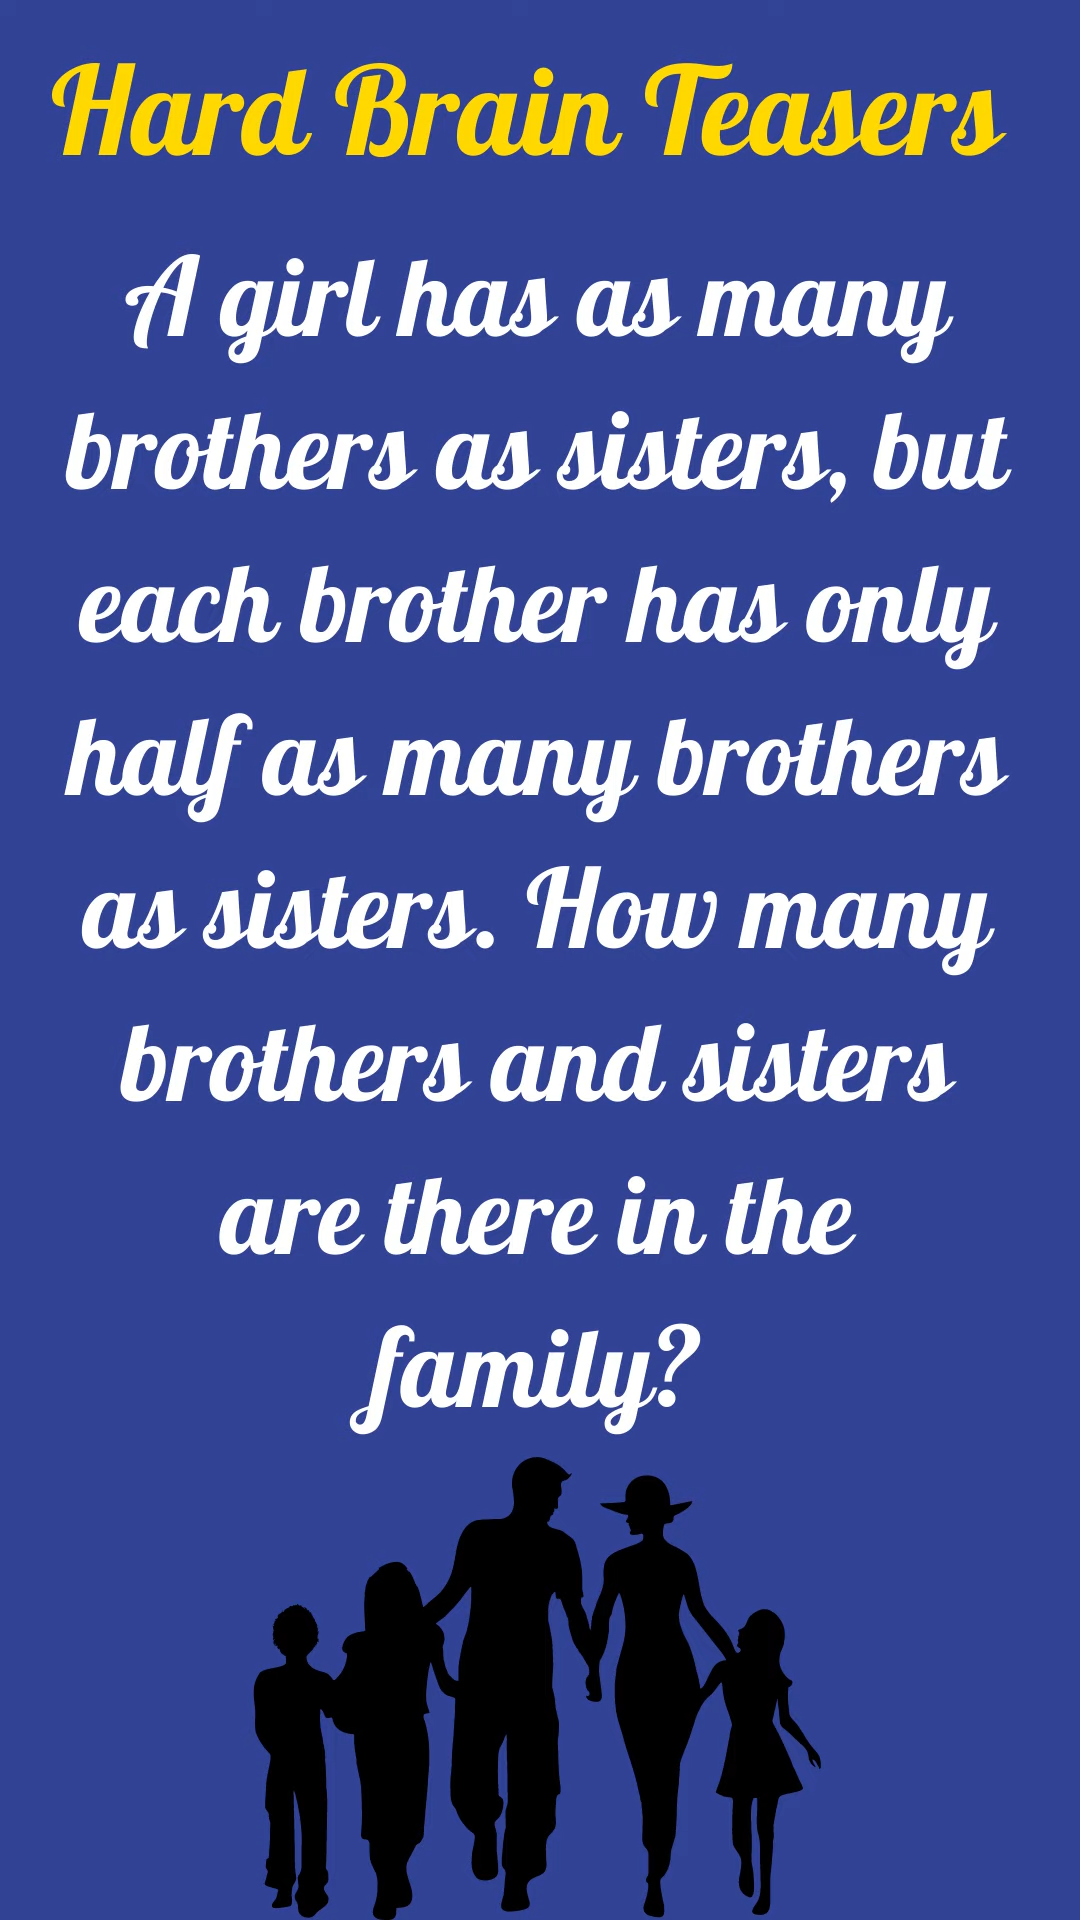 Hard Brain Teasers
A girl has as many
brothers as sisters, but
each brother has only
half as many brothers
as sisters. How many
brothers and sisters
are there in the
family?